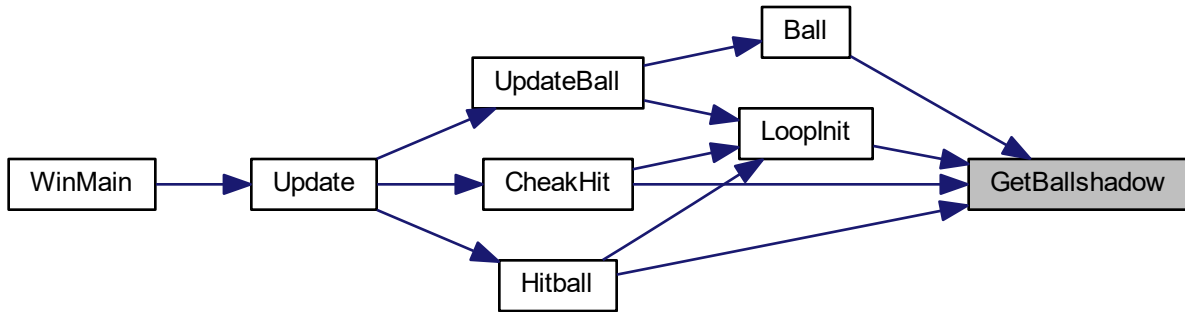 Ball
UpdateBall
LoopInit
WinMain
Update
CheakHit
GetBallshadow
Hitball